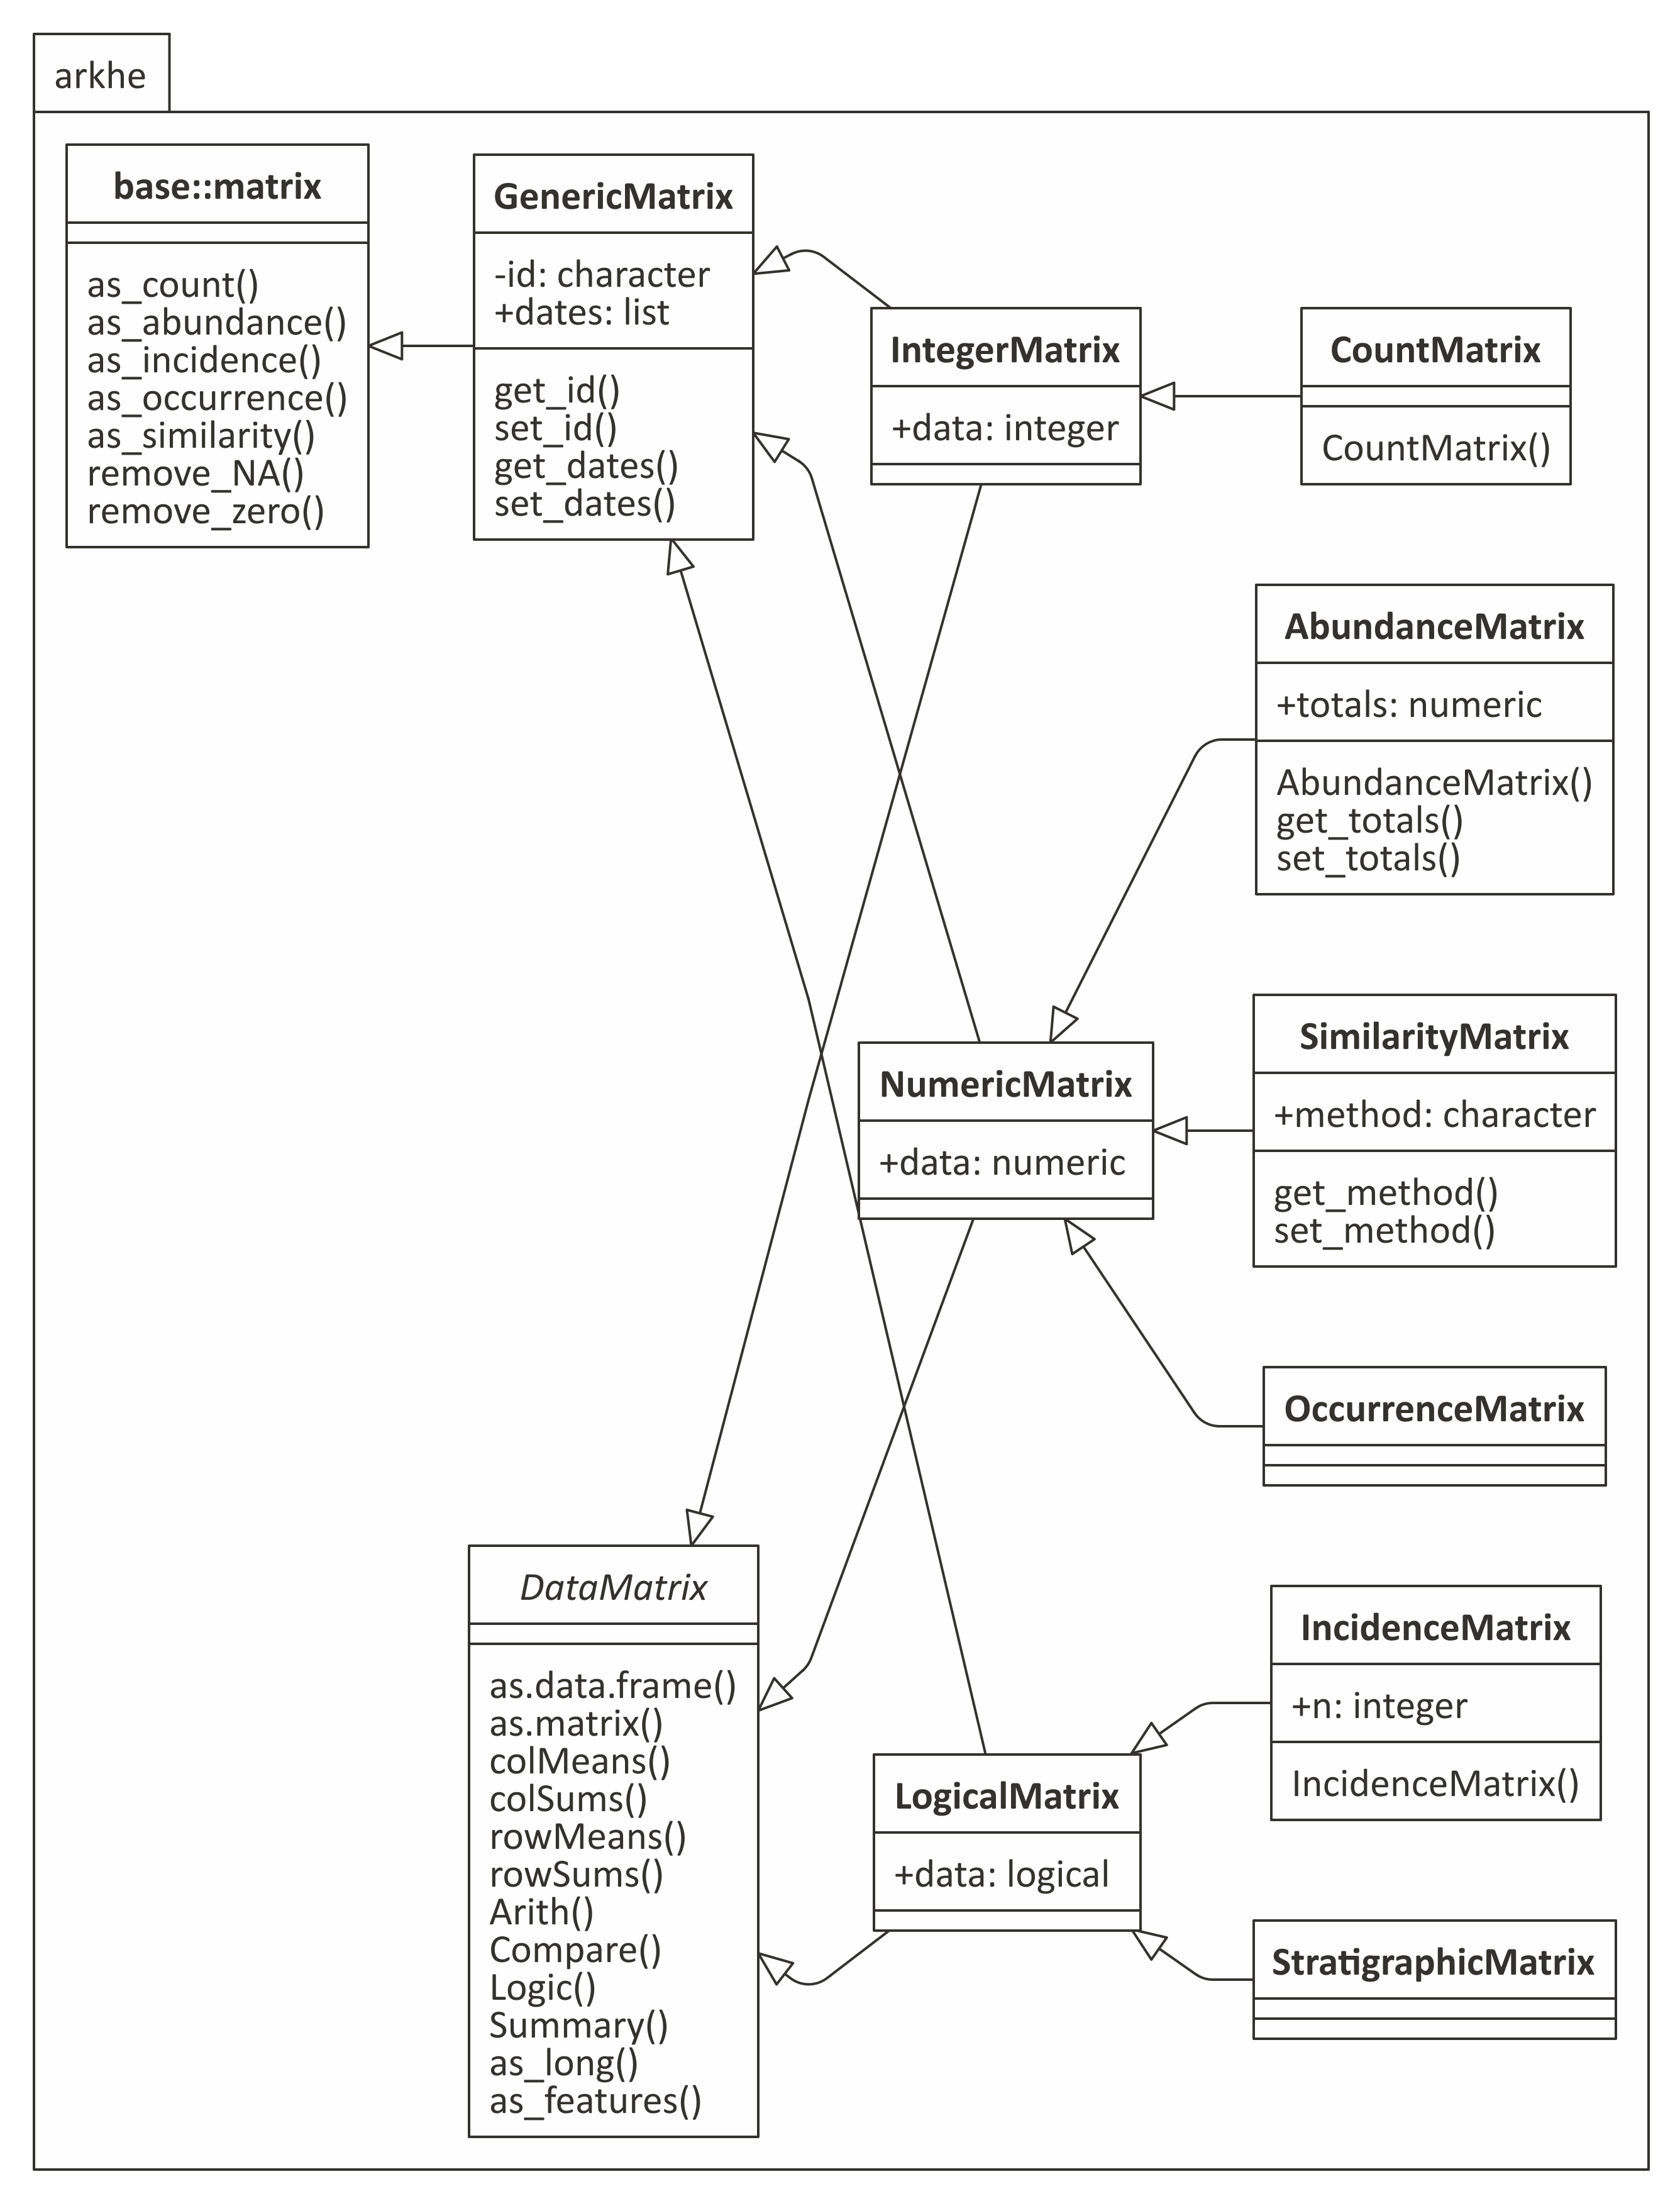 arkhe
base::matrix
as_count()
as_abundance()
as_incidence()
as_occurrence()
as_similarity()
remove_NA()
remove_zero()
GenericMatrix
-id: character
+dates: list
get_id()
set_id()
get_dates()
set_dates()
IntegerMatrix
+data: integer
CountMatrix
CountMatrix()
AbundanceMatrix
+totals: numeric
AbundanceMatrix()
get_totals()
set_totals()
NumericMatrix
+data: numeric
SimilarityMatrix
+method: character
get_method()
set_method()
OccurrenceMatrix
DataMatrix
as.data.frame()
as.matrix()
colMeans()
colSums()
rowMeans()
rowSums()
Arith()
Compare()
Logic()
Summary()
as_long()
as_features()
LogicalMatrix
+data: logical
IncidenceMatrix
+n: integer
IncidenceMatrix()
StratigraphicMatrix